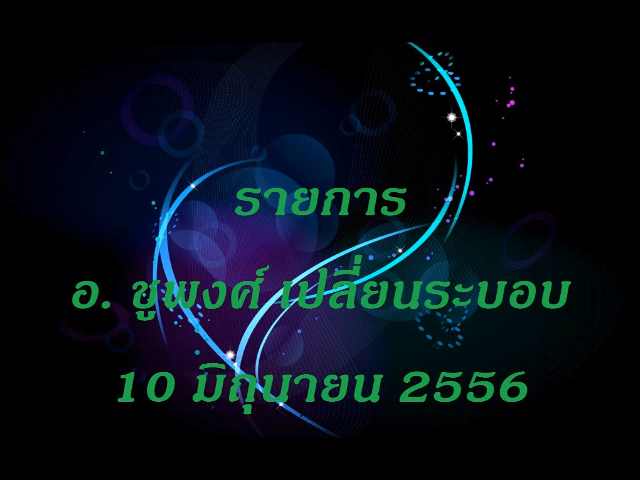 รายการ
อ. ชูพงศ์ เปลี่ยนระบอบ
10 มิถุนายน 2556